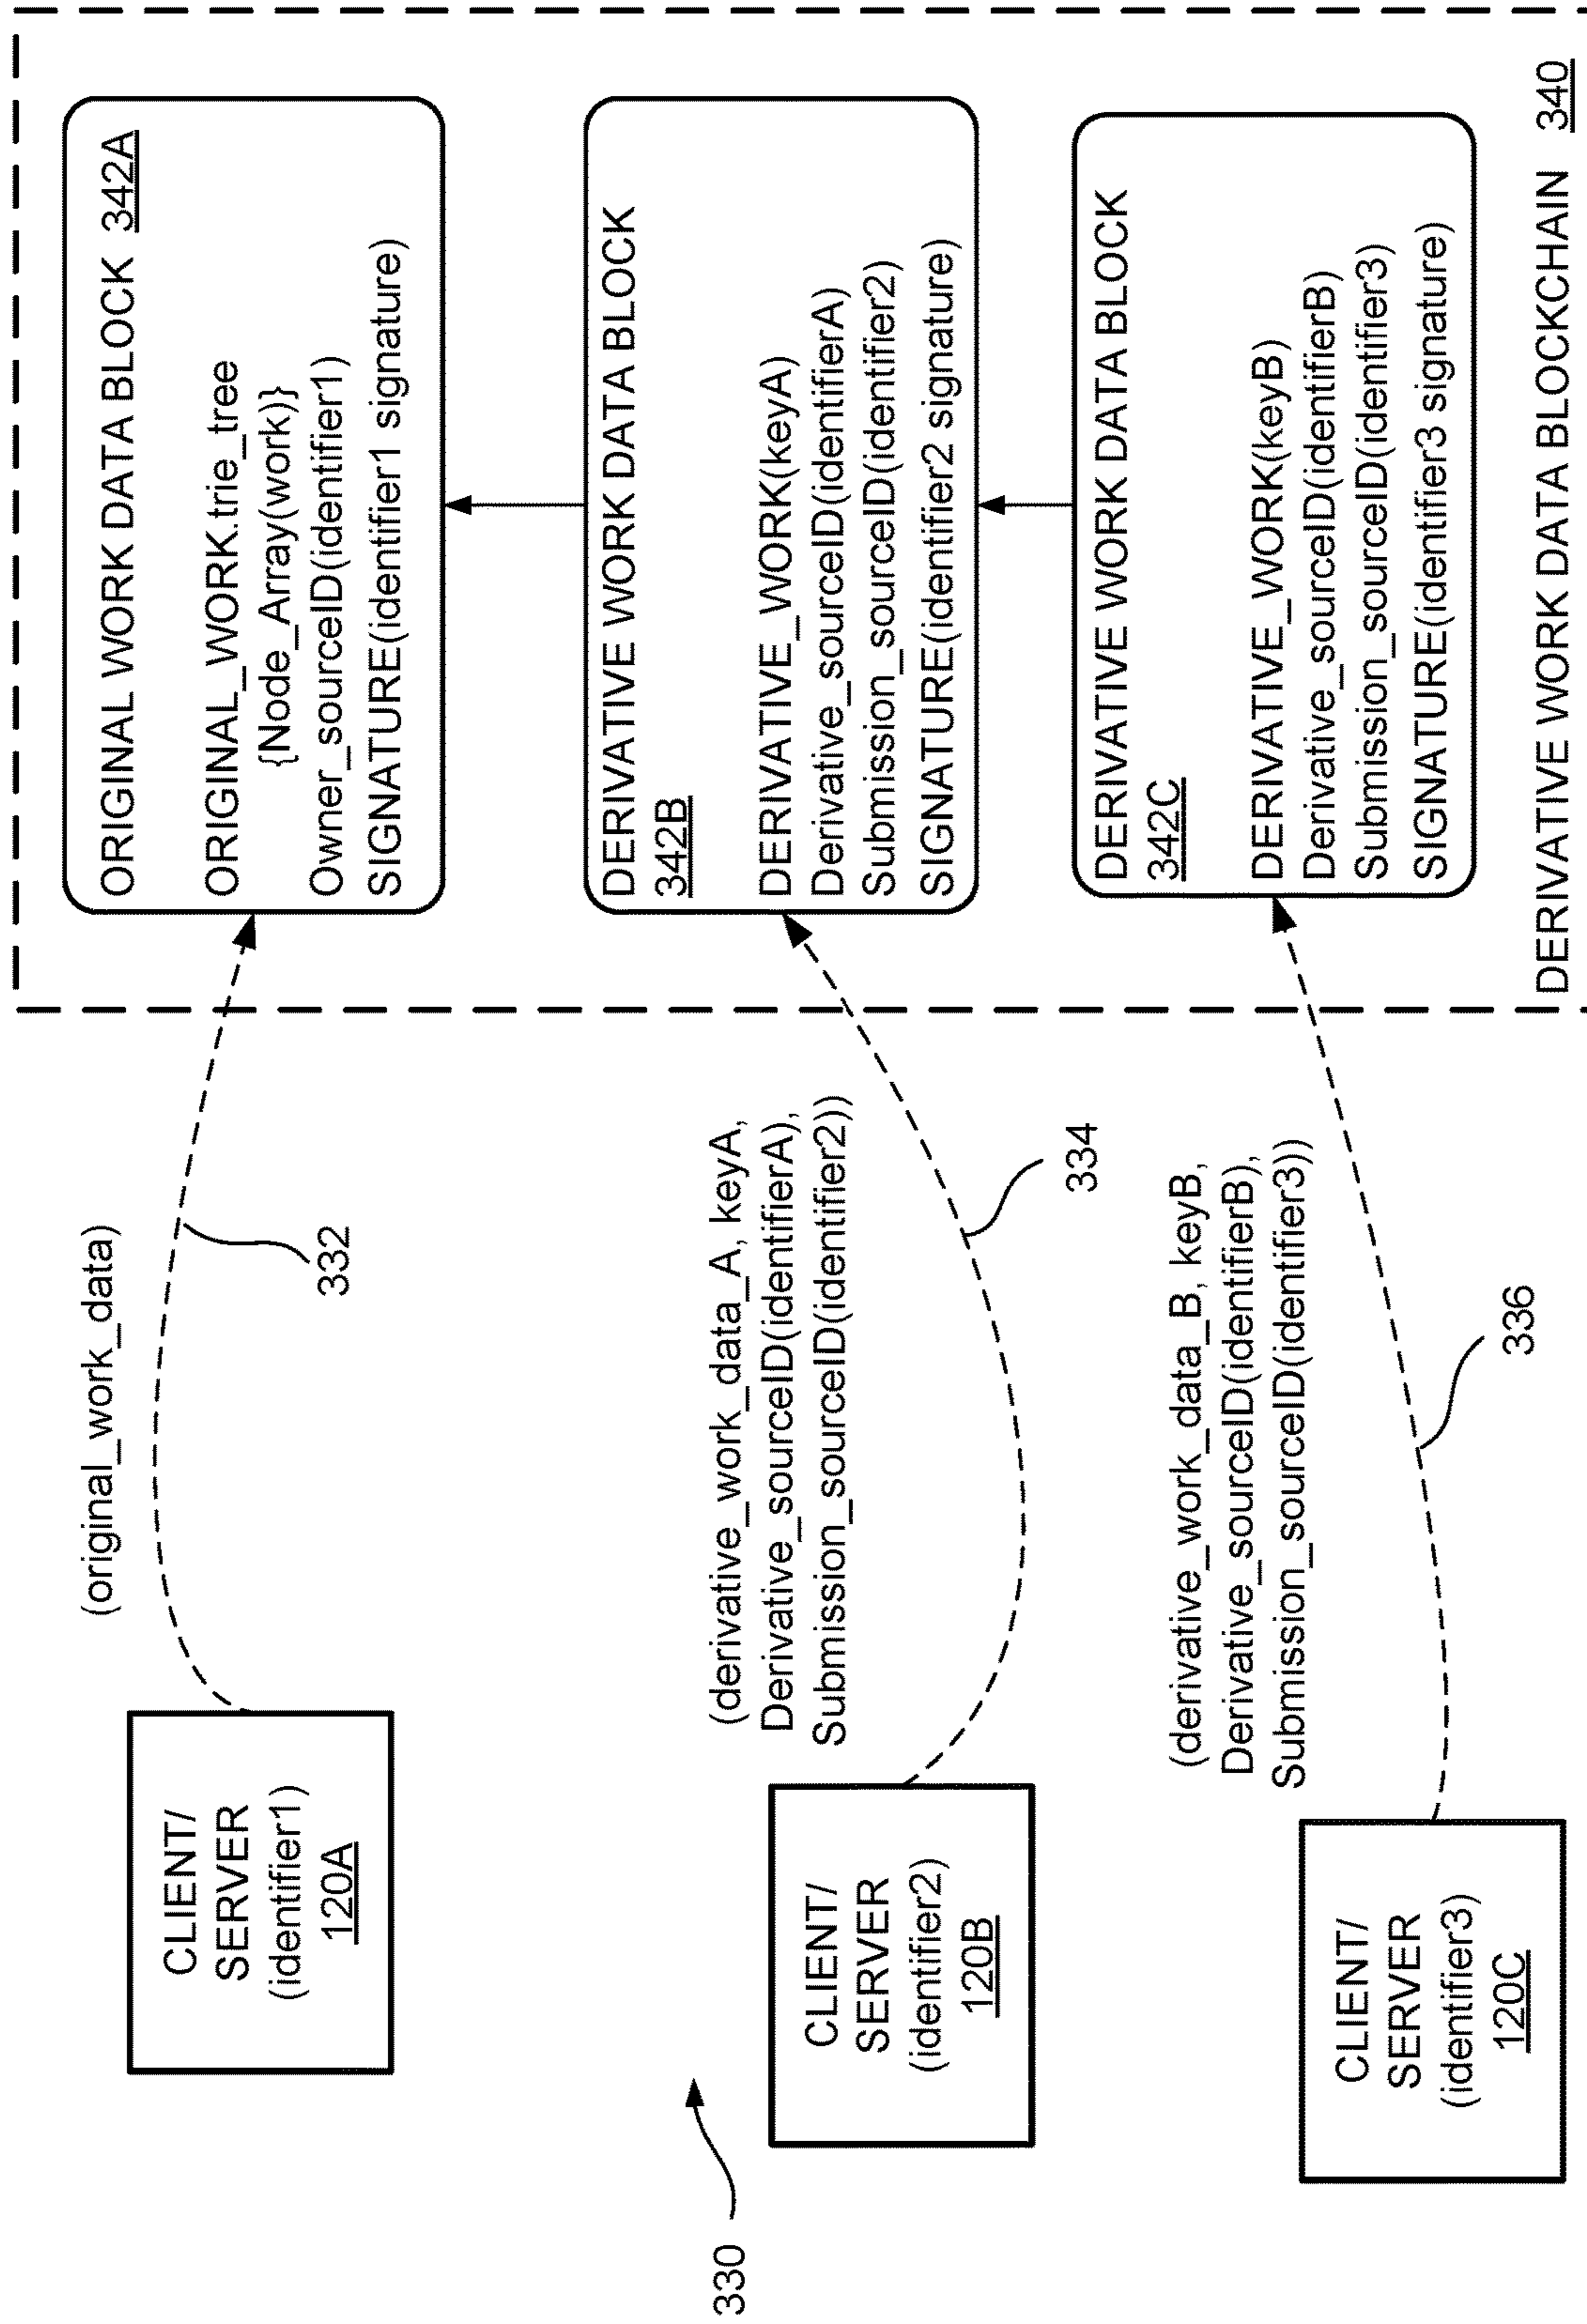 330
CLIENT/
SERVER
(identifier1)
120A
(original_work_data)
332
ORIGINAL WORK DATA BLOCK 342A
ORIGINAL_WORK.trie_tree
{Node_Array(work)}
Owner_sourceID(identifier1)
SIGNATURE(identifier1 signature)
CLIENT/
SERVER
(identifier2)
120B
(derivative_work_data_A, keyA,
Derivative_sourceID(identifierA),
Submission_sourceID(identifier2))
334
DERIVATIVE WORK DATA BLOCK
342B
DERIVATIVE_WORK(keyA)
Derivative_sourceID(identifierA)
Submission_sourceID(identifier2)
SIGNATURE(identifier2 signature)
CLIENT/
SERVER
(identifier3)
120C
(derivative_work_data_B, keyB,
Derivative_sourceID(identifierB),
Submission_sourceID(identifier3))
336
DERIVATIVE WORK DATA BLOCK
342C
DERIVATIVE_WORK(keyB)
Derivative_sourceID(identifierB)
Submission_sourceID(identifier3)
SIGNATURE(identifier3 signature)
DERIVATIVE WORK DATA BLOCKCHAIN 340